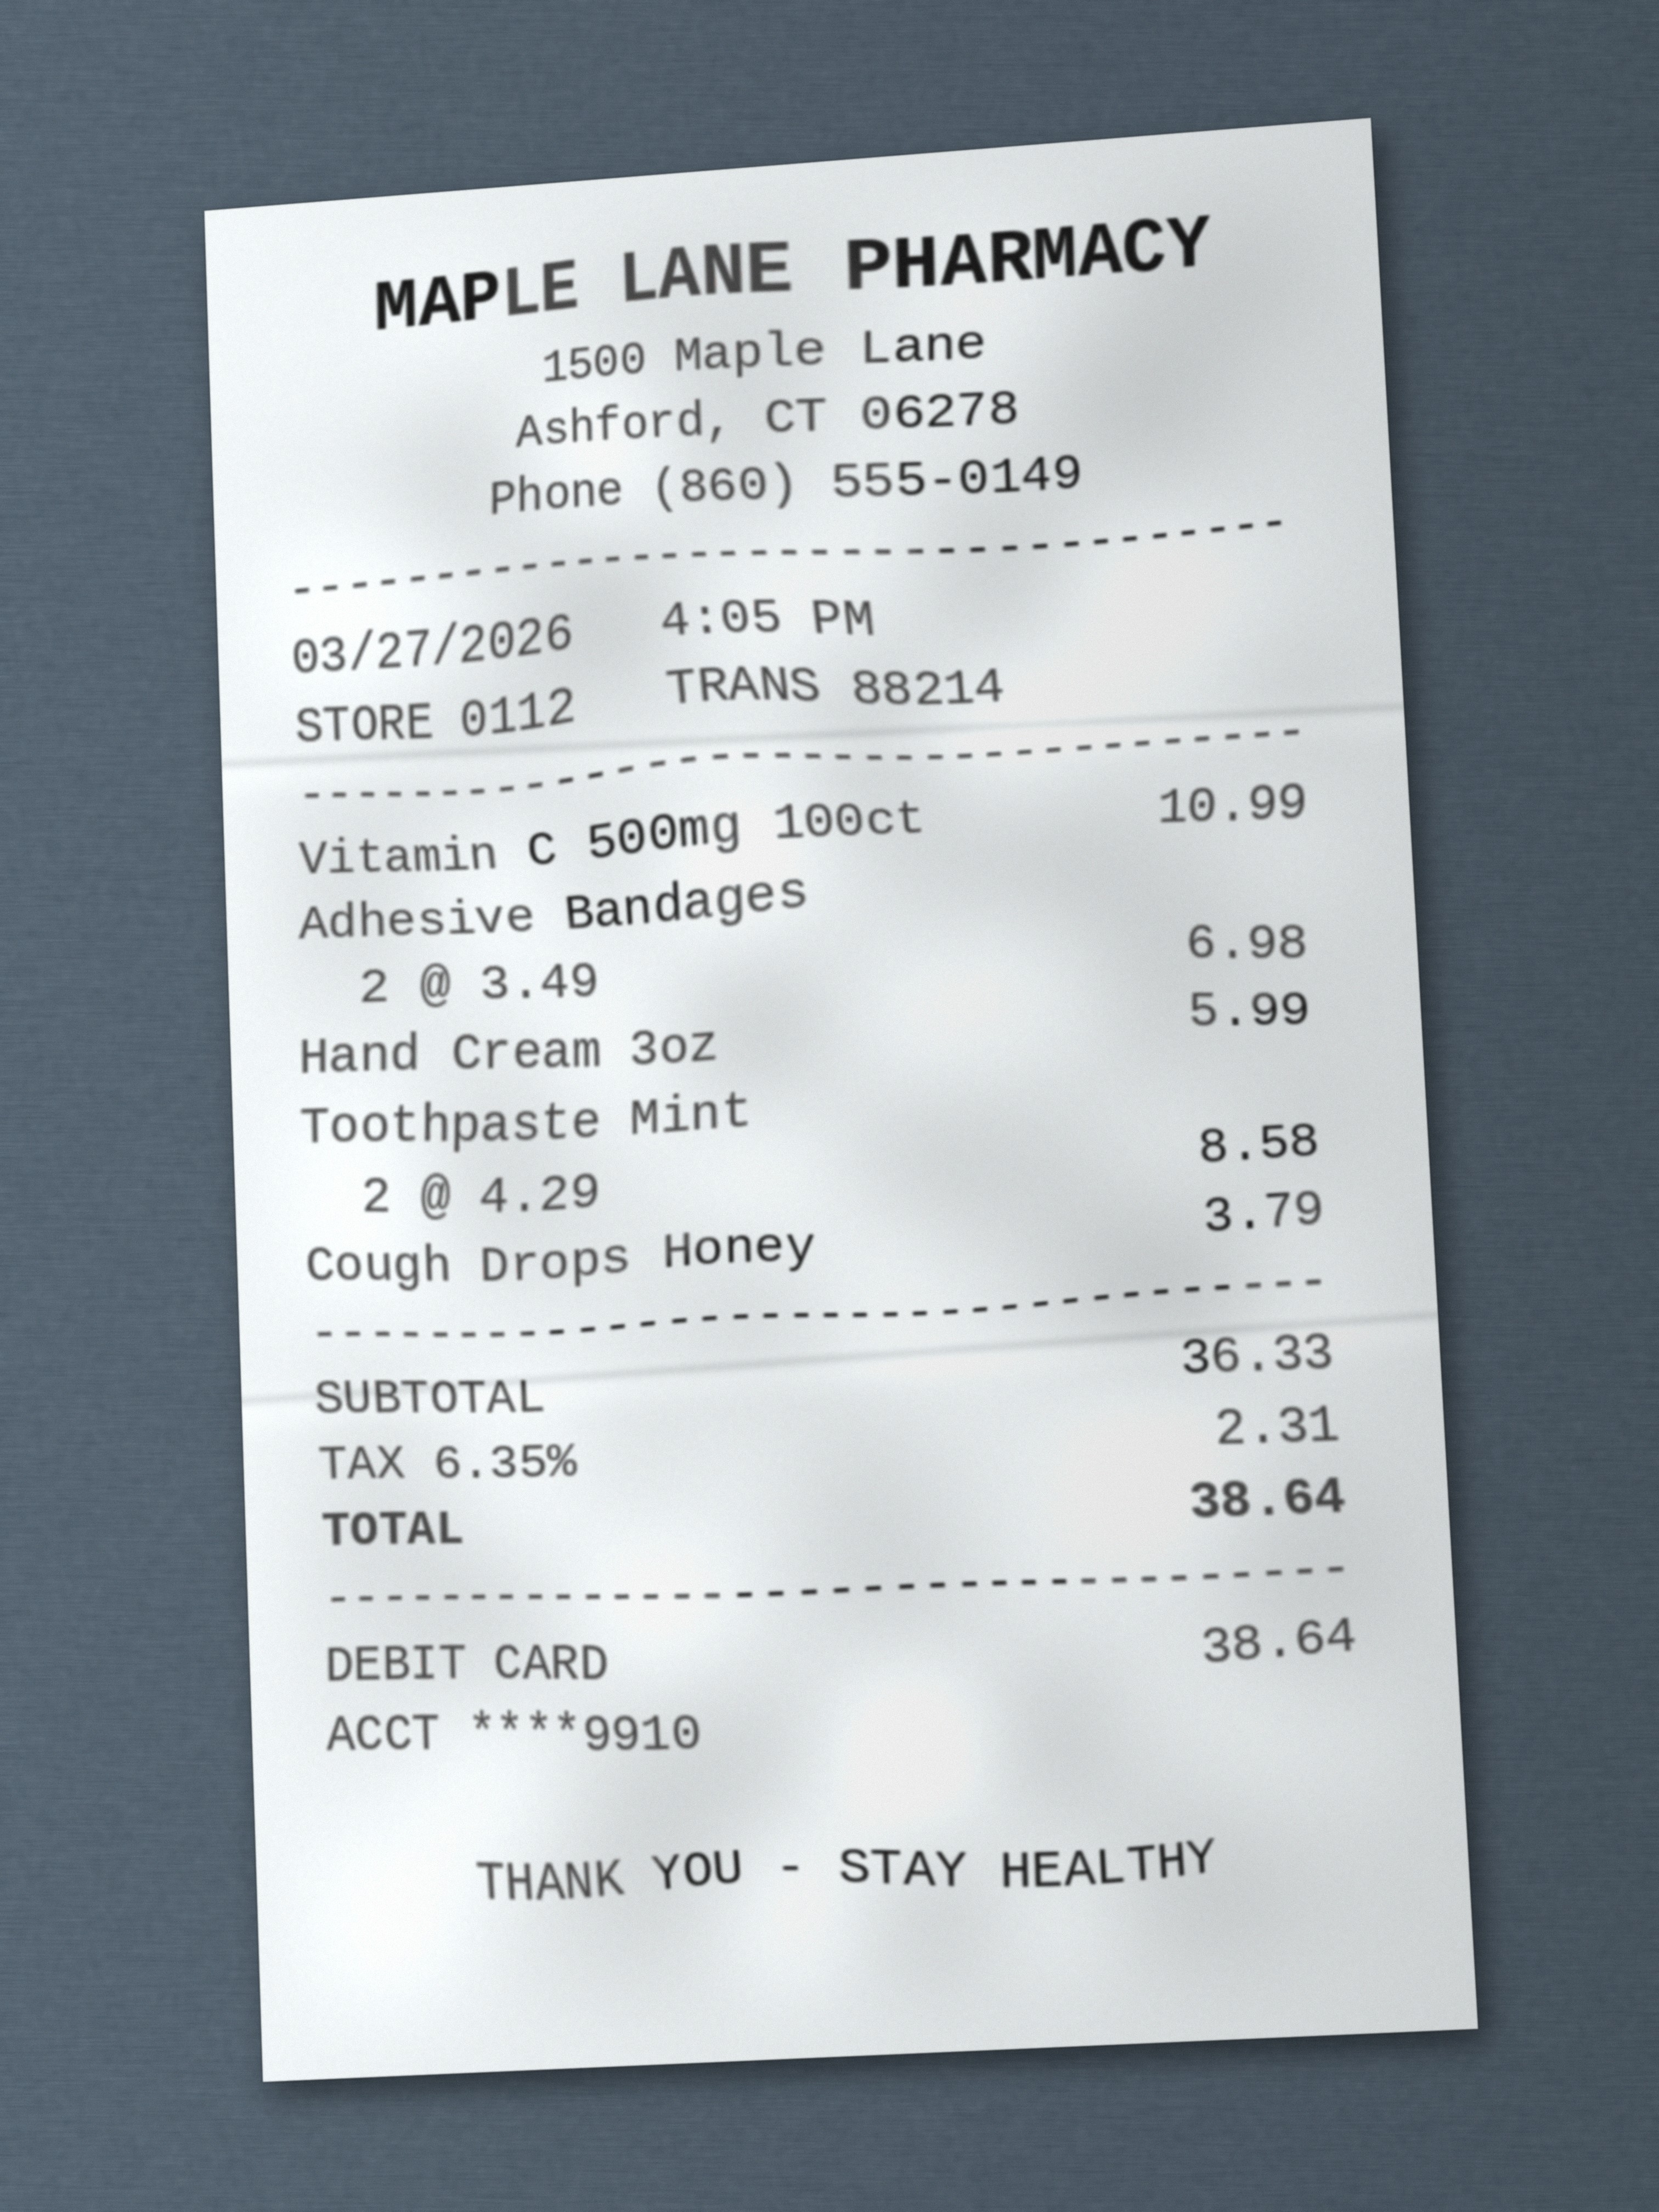 MAPLE LANE PHARMACY
1500 Maple Lane
Ashford, CT 06278
Phone (860) 555-0149
----------------------------------
03/27/2026   4:05 PM
STORE 0112   TRANS 88214
----------------------------------
Vitamin C 500mg 100ct 10.99
Adhesive Bandages
2 @ 3.49 6.98
Hand Cream 3oz 5.99
Toothpaste Mint
2 @ 4.29 8.58
Cough Drops Honey 3.79
----------------------------------
SUBTOTAL 36.33
TAX 6.35% 2.31
TOTAL 38.64
----------------------------------
DEBIT CARD 38.64
ACCT ****9910
THANK YOU - STAY HEALTHY